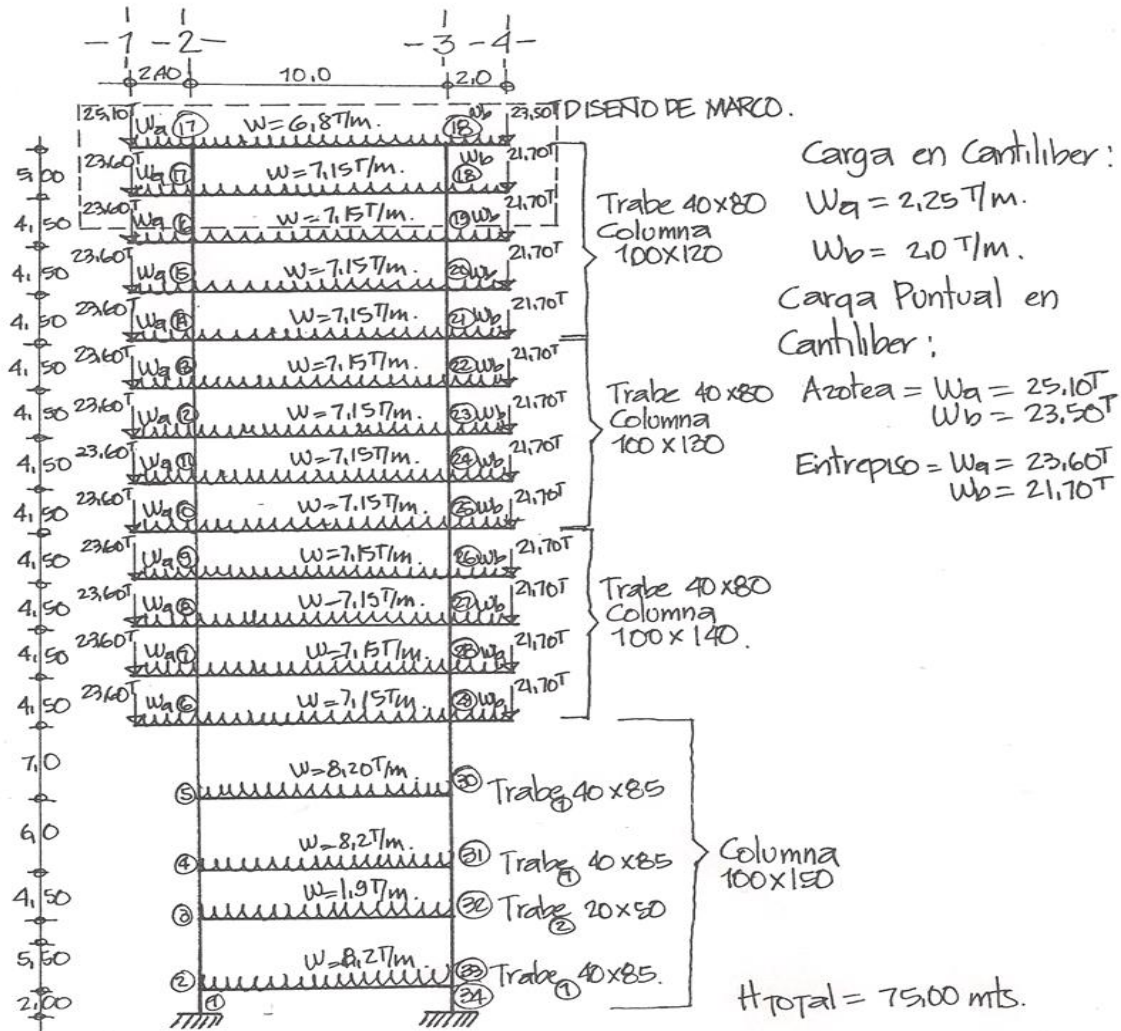 -1-2- -3-4-
2,40 10,0 2,0
25,10T Wa 17 W=6,8T/m. 18 Wb 23,50T DISEÑO DE MARCO.
5,00 23,60T Wa 17 W=7,15T/m. 18 Wb 21,70T
4,50 23,60T Wa 16 W=7,15T/m. 19 Wb 21,70T
4,50 23,60T Wa 15 W=7,15T/m. 20 Wb 21,70T
4,50 23,60T Wa 14 W=7,15T/m. 21 Wb 21,70T
Trabe 40x80
Columna
100x120
4,50 23,60T Wa 13 W=7,15T/m. 22 Wb 21,70T
4,50 23,60T Wa 12 W=7,15T/m. 23 Wb 21,70T
4,50 23,60T Wa 11 W=7,15T/m. 24 Wb 21,70T
4,50 23,60T Wa 10 W=7,15T/m. 25 Wb 21,70T
Trabe 40x80
Columna
100x130
4,50 23,60T Wa 9 W=7,15T/m. 26 Wb 21,70T
4,50 23,60T Wa 8 W=7,15T/m. 27 Wb 21,70T
4,50 23,60T Wa 7 W=7,15T/m. 28 Wa 21,70T
4,50 23,60T Wa 6 W=7,15T/m. 29 Wb 21,70T
Trabe 40x80
Columna
100x140.
7,0 5 W=8,20T/m. 30 Trabe 1 40x85
6,0 4 W=8,2T/m. 31 Trabe 1 40x85
4,50 3 W=1,9T/m. 32 Trabe 2 20x50
5,50 2 W=8,2T/m. 33 Trabe 1 40x85.
2,00 1 34
Columna
100x150
Carga en Cantiliber:
Wa = 2,25 T/m.
Wb = 2,0 T/m.
Carga Puntual en
Cantiliber:
Azotea = Wa = 25,10T
Wb = 23,50T
Entrepiso = Wa = 23,60T
Wb = 21,70T
HTOTAL = 75,00 mts.